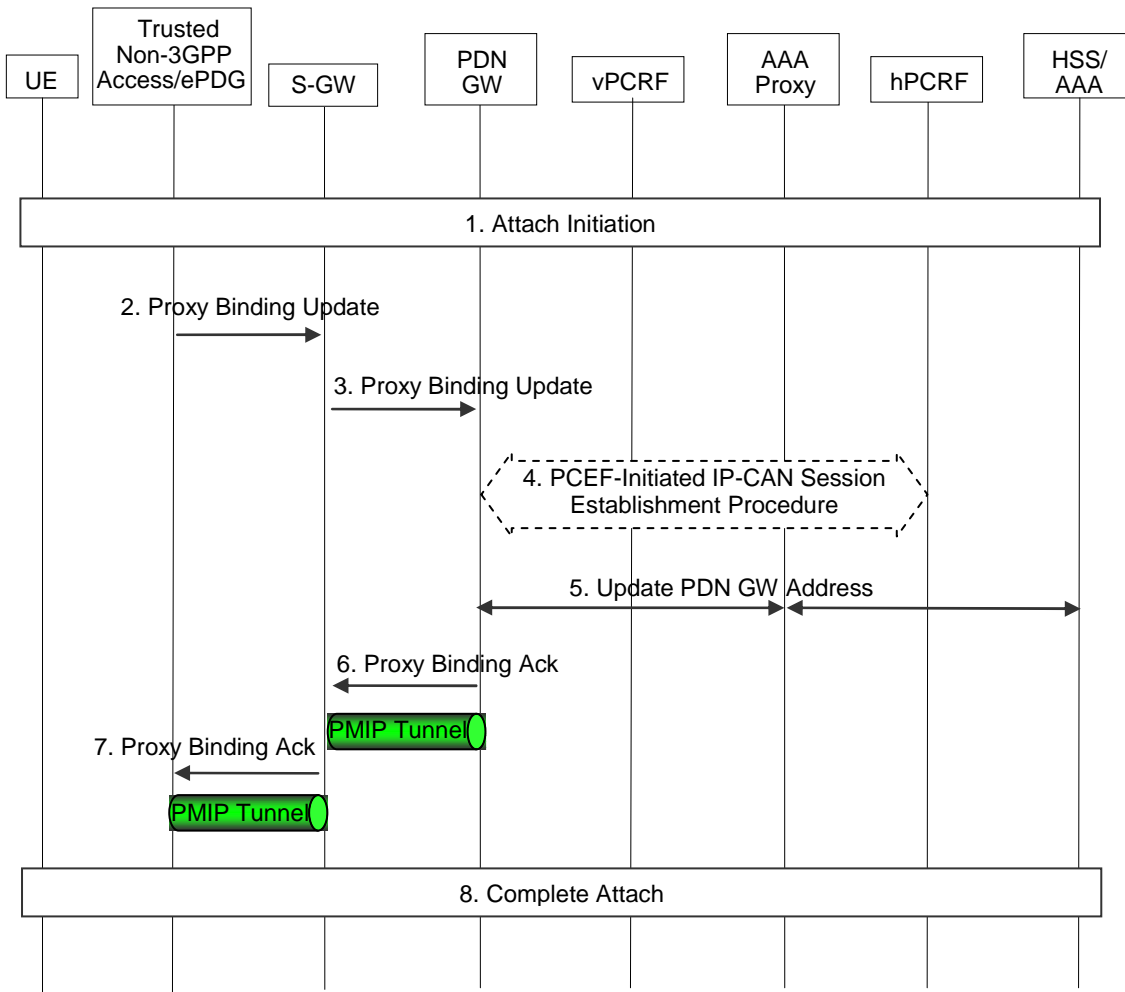 UE
Trusted
Non-3GPP
Access/ePDG
S-GW
PDN
GW
vPCRF
AAA
Proxy
hPCRF
HSS/
AAA
1. Attach Initiation
2. Proxy Binding Update
3. Proxy Binding Update
4. PCEF-Initiated IP-CAN Session
Establishment Procedure
5. Update PDN GW Address
6. Proxy Binding Ack
PMIP Tunnel
7. Proxy Binding Ack
PMIP Tunnel
8. Complete Attach